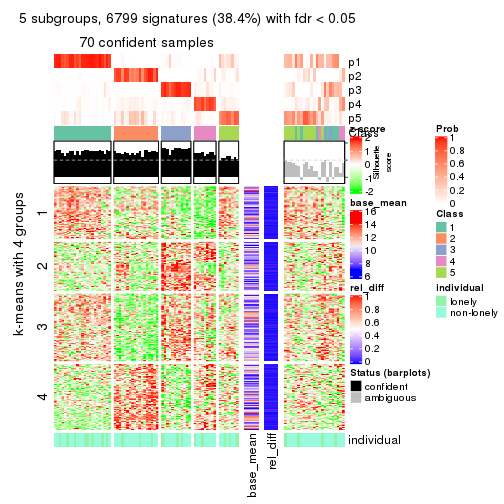 5 subgroups, 6799 signatures (38.4%) with fdr < 0.05
70 confident samples
p1
p2
p3
p4
p5
Class
z-score
2
1
-2
Silhouette
score
k-means with 4 groups
1
2
3
4
base_mean
16
14
12
10
8
6
rel_diff
1
0.8
0.6
0.4
0.2
0
Status (barplots)
confident
ambiguous
Prob
1
0.8
0.6
0.4
0.2
0
Class
1
2
3
4
5
individual
lonely
non-lonely
individual
base_mean
rel_diff